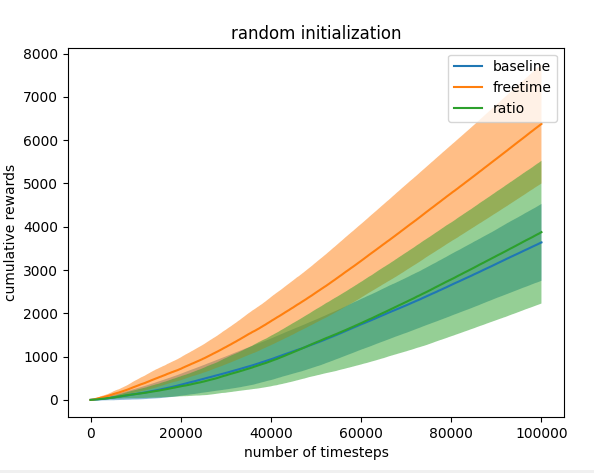 random initialization
cumulative rewards
8000
7000
6000
5000
4000
3000
2000
1000
0
baseline
freetime
ratio
0
20000
40000
60000
80000
100000
number of timesteps